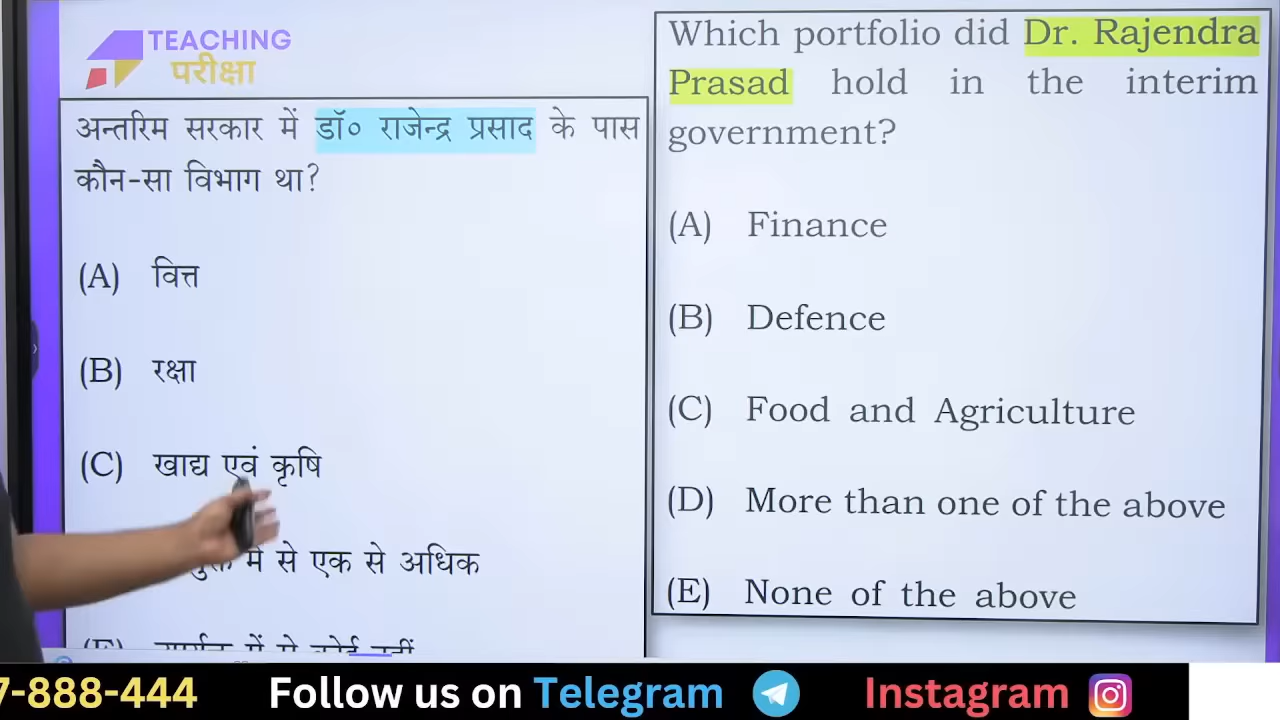 TEACHING
परीक्षा
अन्तरिम सरकार में डॉ० राजेन्द्र प्रसाद के पास
कौन-सा विभाग था?
(A) वित्त
(B) रक्षा
(C) खाद्य एवं कृषि
में से एक से अधिक
Which portfolio did Dr. Rajendra
Prasad hold in the interim
government?
(A) Finance
(B) Defence
(C) Food and Agriculture
(D) More than one of the above
(E) None of the above
7-888-444 Follow us on Telegram Instagram